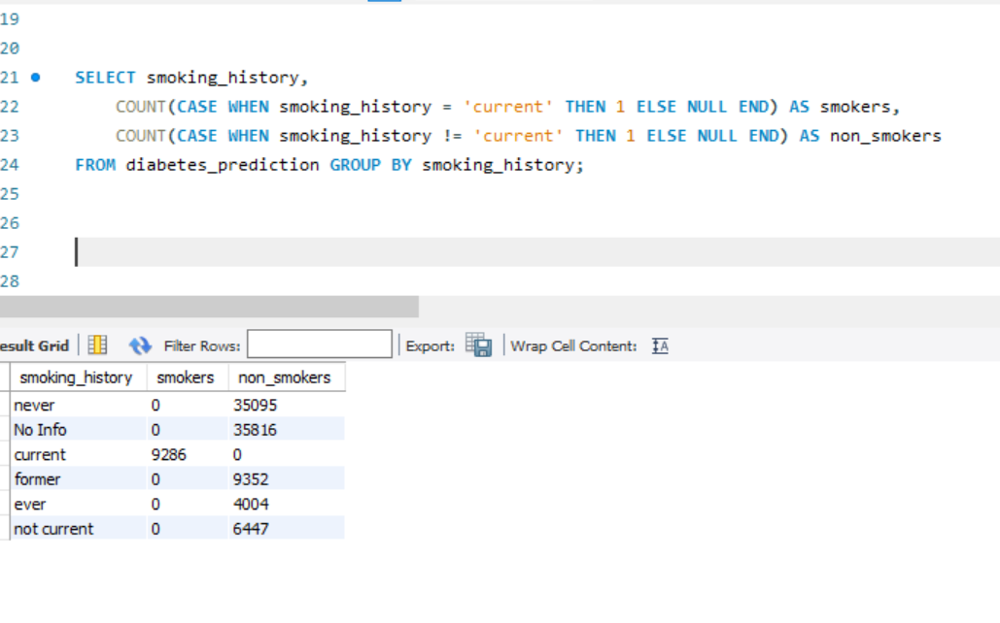 19
20
21 SELECT smoking_history,
22 COUNT(CASE WHEN smoking_history = 'current' THEN 1 ELSE NULL END) AS smokers,
23 COUNT(CASE WHEN smoking_history != 'current' THEN 1 ELSE NULL END) AS non_smokers
24 FROM diabetes_prediction GROUP BY smoking_history;
25
26
27
28
esult Grid Filter Rows: Export: Wrap Cell Content: IA
smoking_history smokers non_smokers
never 0 35095
No Info 0 35816
current 9286 0
former 0 9352
ever 0 4004
not current 0 6447